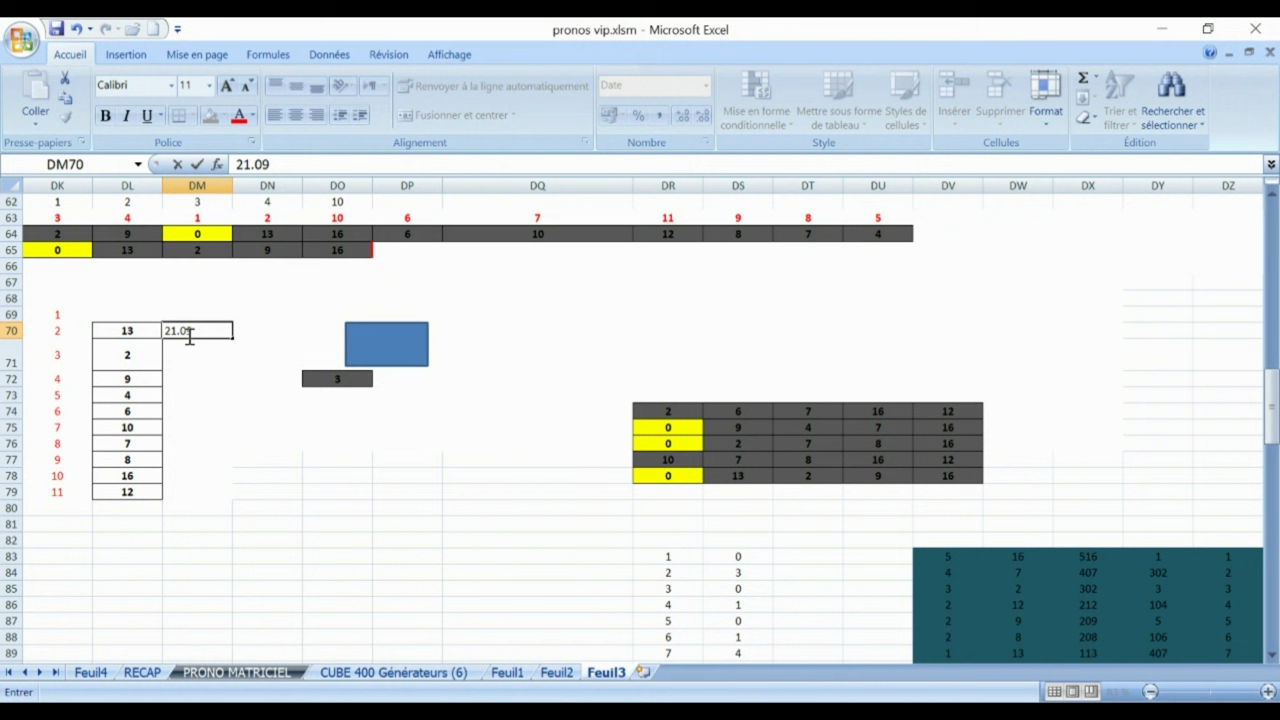 pronos vip.xlsm - Microsoft Excel
Accueil Insertion Mise en page Formules Données Révision Affichage
Coller
Calibri 11
G I S
Renvoyer à la ligne automatiquement
Fusionner et centrer
Date
Mise en forme conditionnelle
Mettre sous forme de tableau
Styles de cellules
Insérer Supprimer Format
Trier et filtrer
Rechercher et sélectionner
Presse-papiers Police Alignement Nombre Style Cellules Édition
DM70 21.09
DK DL DM DN DO DP DQ DR DS DT DU DV DW DX DY DZ
62 1 2 3 4 10
63 3 4 1 2 10 6 7 11 9 8 5
64 2 9 0 13 16 6 10 12 8 7 4
65 0 13 2 9 16
66
67
68
69 1
70 2 13 21.09
71 3 2
72 4 9 3
73 5 4
74 6 6 2 6 7 16 12
75 7 10 0 9 4 7 16
76 8 7 0 2 7 8 16
77 9 8 10 7 8 16 12
78 10 16 0 13 2 9 16
79 11 12
80
81
82
83 1 0 5 16 516 1 1
84 2 3 4 7 407 302 2
85 3 0 3 2 302 3 3
86 4 1 2 12 212 104 4
87 5 0 2 9 209 5 5
88 6 1 2 8 208 106 6
89 7 4 1 13 113 407 7
Feuil4 RECAP PRONO MATRICIEL CUBE 400 Générateurs (6) Feuil1 Feuil2 Feuil3
Entrer